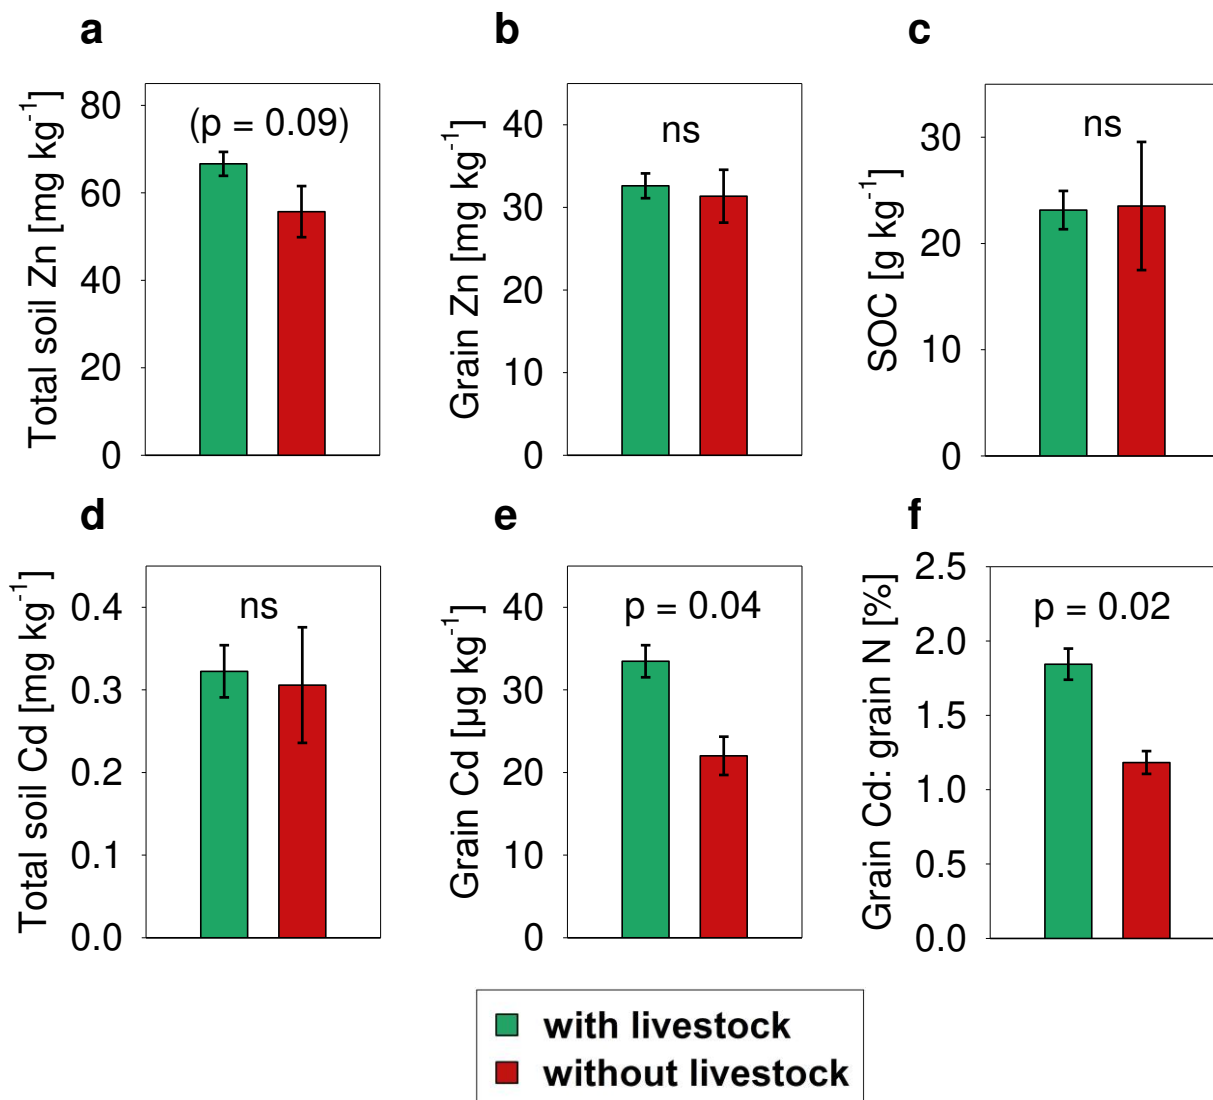 a
Total soil Zn [mg kg⁻¹]
80
60
40
20
0
(p = 0.09)
b
Grain Zn [mg kg⁻¹]
40
30
20
10
0
ns
c
SOC [g kg⁻¹]
30
20
10
0
ns
d
Total soil Cd [mg kg⁻¹]
0.4
0.3
0.2
0.1
0.0
ns
e
Grain Cd [µg kg⁻¹]
40
30
20
10
0
p = 0.04
f
Grain Cd: grain N [%]
2.5
2.0
1.5
1.0
0.5
0.0
p = 0.02
with livestock
without livestock